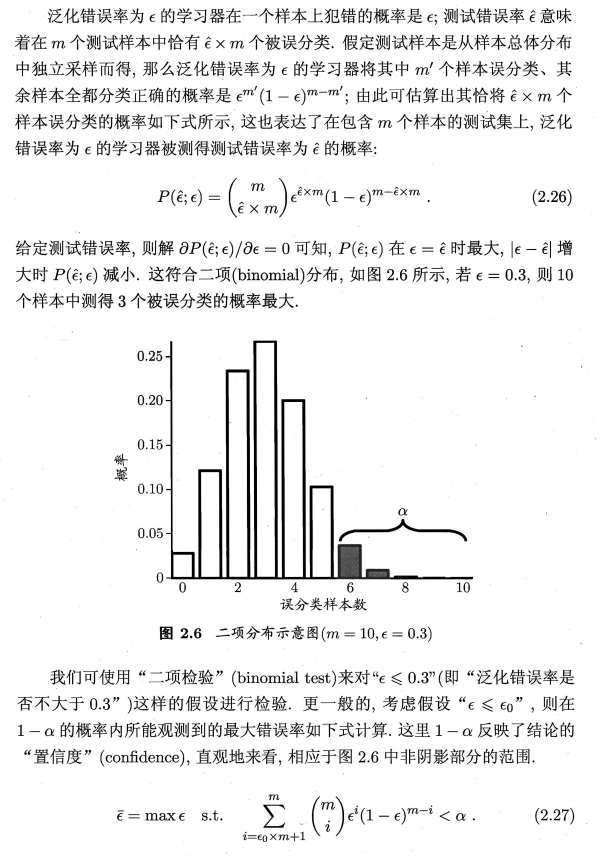 泛化错误率为 ϵ 的学习器在一个样本上犯错的概率是 ϵ; 测试错误率 ϵ̂ 意味
着在 m 个测试样本中恰有 ϵ̂ × m 个被误分类. 假定测试样本是从样本总体分布
中独立采样而得, 那么泛化错误率为 ϵ 的学习器将其中 m′ 个样本误分类、其
余样本全都分类正确的概率是 ϵ^{m′}(1 − ϵ)^{m−m′}; 由此可估算出其恰将 ϵ̂ × m 个
样本误分类的概率如下式所示, 这也表达了在包含 m 个样本的测试集上, 泛化
错误率为 ϵ 的学习器被测得测试错误率为 ϵ̂ 的概率:
P(ϵ̂; ϵ) = \binom{m}{ϵ̂ × m} ϵ^{ϵ̂×m}(1 − ϵ)^{m−ϵ̂×m} . (2.26)
给定测试错误率, 则解 ∂P(ϵ̂; ϵ)/∂ϵ = 0 可知, P(ϵ̂; ϵ) 在 ϵ = ϵ̂ 时最大, |ϵ − ϵ̂| 增
大时 P(ϵ̂; ϵ) 减小. 这符合二项(binomial)分布, 如图 2.6 所示, 若 ϵ = 0.3, 则 10
个样本中测得 3 个被误分类的概率最大.
0.25
0.20
0.15
概率
0.10
α
0.05
0
0 2 4 6 8 10
误分类样本数
图 2.6 二项分布示意图(m = 10, ϵ = 0.3)
我们可使用“二项检验”(binomial test)来对“ϵ ⩽ 0.3”(即“泛化错误率是
否不大于 0.3”)这样的假设进行检验. 更一般的, 考虑假设“ϵ ⩽ ϵ₀”, 则在
1 − α 的概率内所能观测到的最大错误率如下式计算. 这里 1 − α 反映了结论的
“置信度”(confidence), 直观地来看, 相应于图 2.6 中非阴影部分的范围.
ϵ̄ = max ϵ s.t. \sum_{i=ϵ₀×m+1}^{m} \binom{m}{i} ϵ^i(1 − ϵ)^{m−i} < α . (2.27)